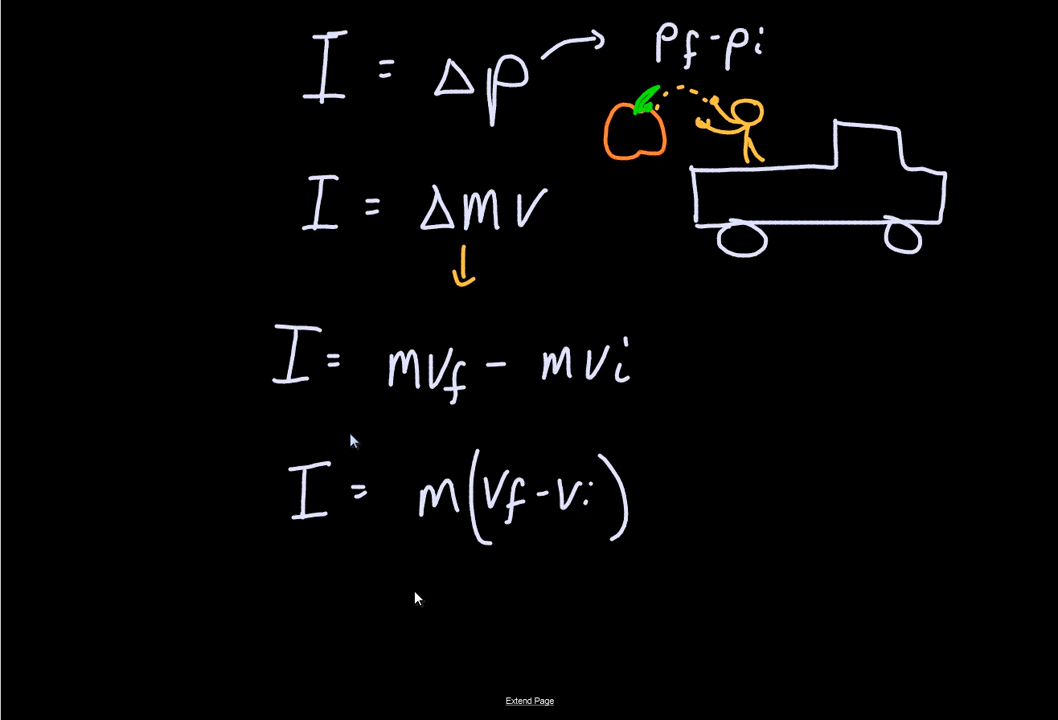 I = Δp → pf - pi
I = Δmv
↓
I = mvf - mvi
I = m(vf - vi)
Extend Page